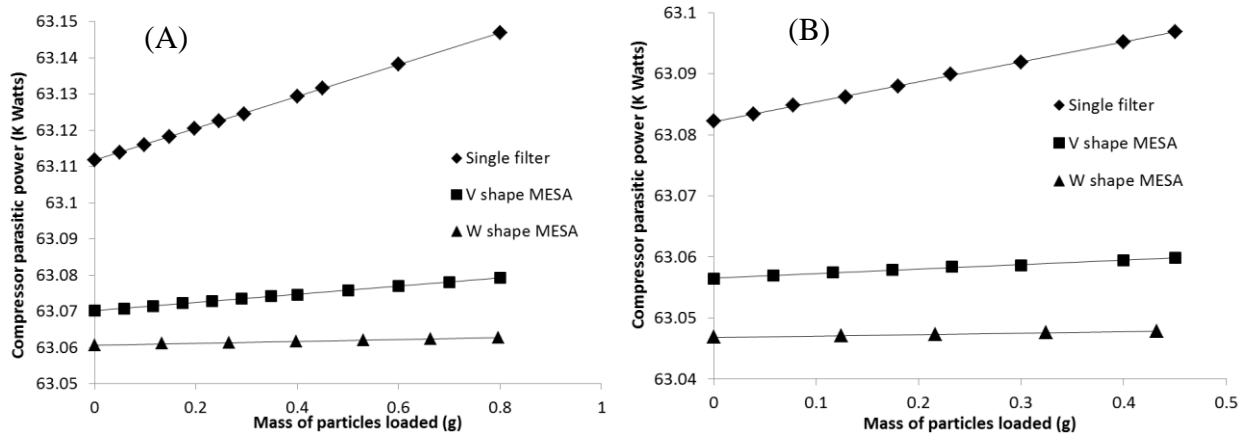 (A)
Compressor parasitic power (K Watts)
63.15
63.14
63.13
63.12
63.11
63.1
63.09
63.08
63.07
63.06
63.05
Single filter
V shape MESA
W shape MESA
0 0.2 0.4 0.6 0.8 1
Mass of particles loaded (g)
(B)
Compressor parasitic power (K Watts)
63.1
63.09
63.08
63.07
63.06
63.05
63.04
Single filter
V shape MESA
W shape MESA
0 0.1 0.2 0.3 0.4 0.5
Mass of particles loaded (g)